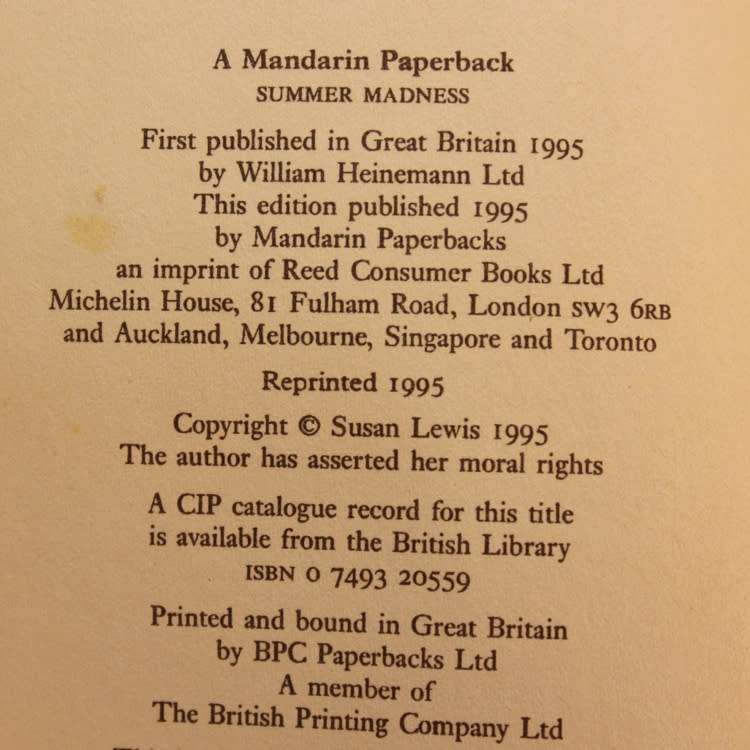 A Mandarin Paperback
SUMMER MADNESS
First published in Great Britain 1995
by William Heinemann Ltd
This edition published 1995
by Mandarin Paperbacks
an imprint of Reed Consumer Books Ltd
Michelin House, 81 Fulham Road, London SW3 6RB
and Auckland, Melbourne, Singapore and Toronto
Reprinted 1995
Copyright © Susan Lewis 1995
The author has asserted her moral rights
A CIP catalogue record for this title
is available from the British Library
ISBN 0 7493 20559
Printed and bound in Great Britain
by BPC Paperbacks Ltd
A member of
The British Printing Company Ltd